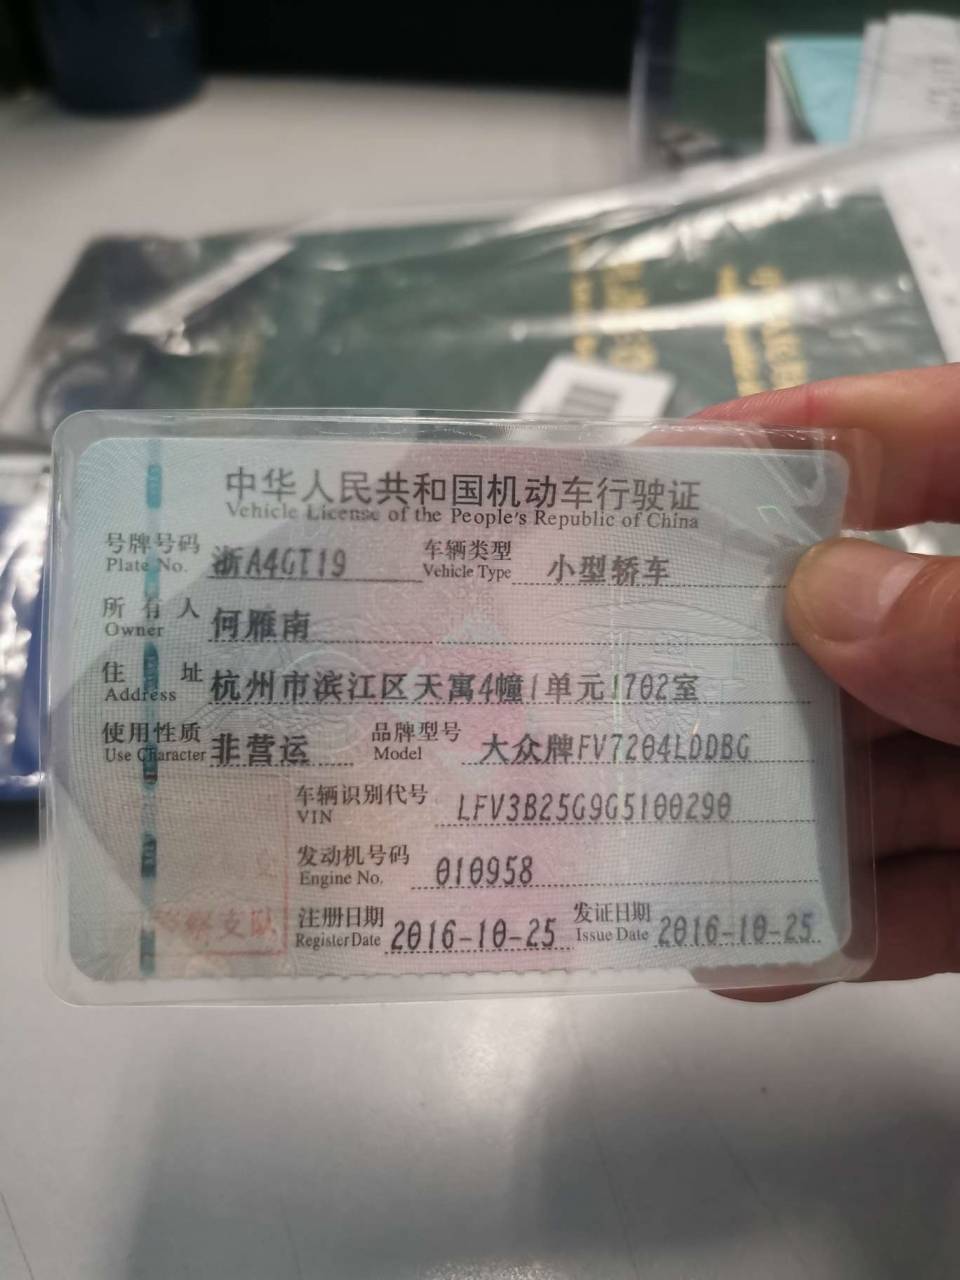 中华人民共和国机动车行驶证
Vehicle License of the People's Republic of China
号牌号码 浙A4GT19 车辆类型 小型轿车
Plate No. Vehicle Type
所有人 何雁南
Owner
住址 杭州市滨江区天寓4幢1单元1702室
Address
使用性质 非营运 品牌型号 大众牌FV7204LDDBG
Use Character Model
车辆识别代号 LFV3B25G9G5100290
VIN
发动机号码 010958
Engine No.
注册日期 2016-10-25 发证日期 2016-10-25
Register Date Issue Date
察支队